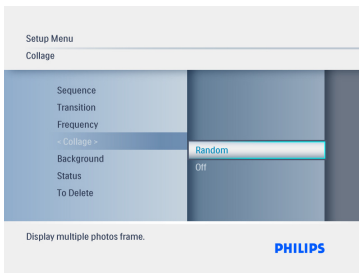 Setup Menu
Collage
Sequence
Transition
Frequency
< Collage >
Background
Status
To Delete
Random
Off
Display multiple photos frame.
PHILIPS